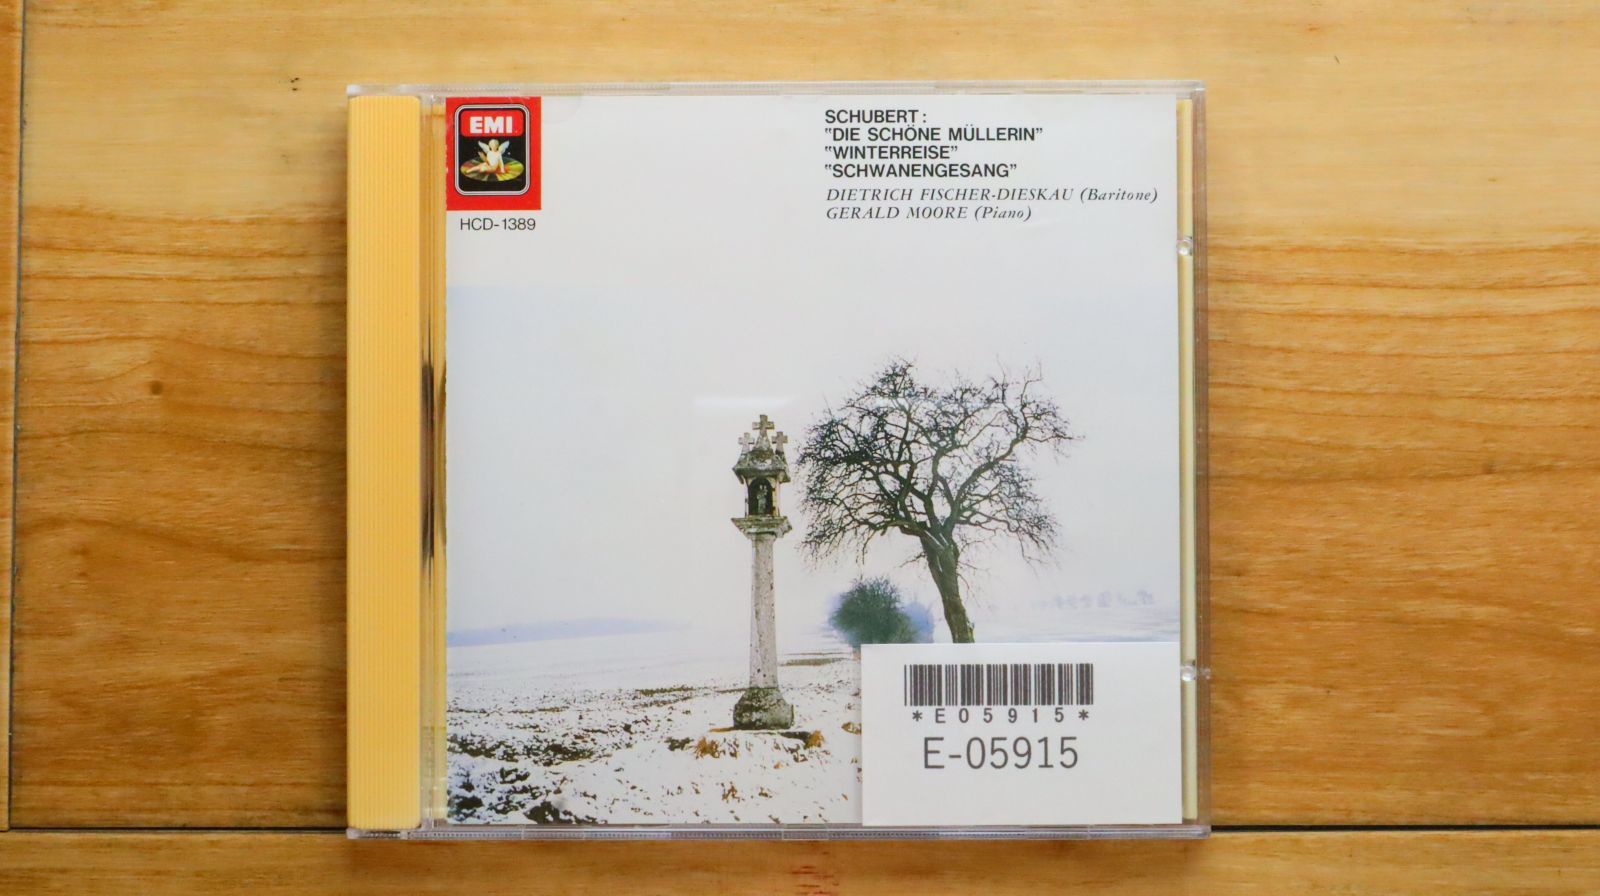 EMI
HCD-1389
SCHUBERT:
"DIE SCHÖNE MÜLLERIN"
"WINTERREISE"
"SCHWANENGESANG"
DIETRICH FISCHER-DIESKAU (Baritone)
GERALD MOORE (Piano)
*E05915*
E-05915